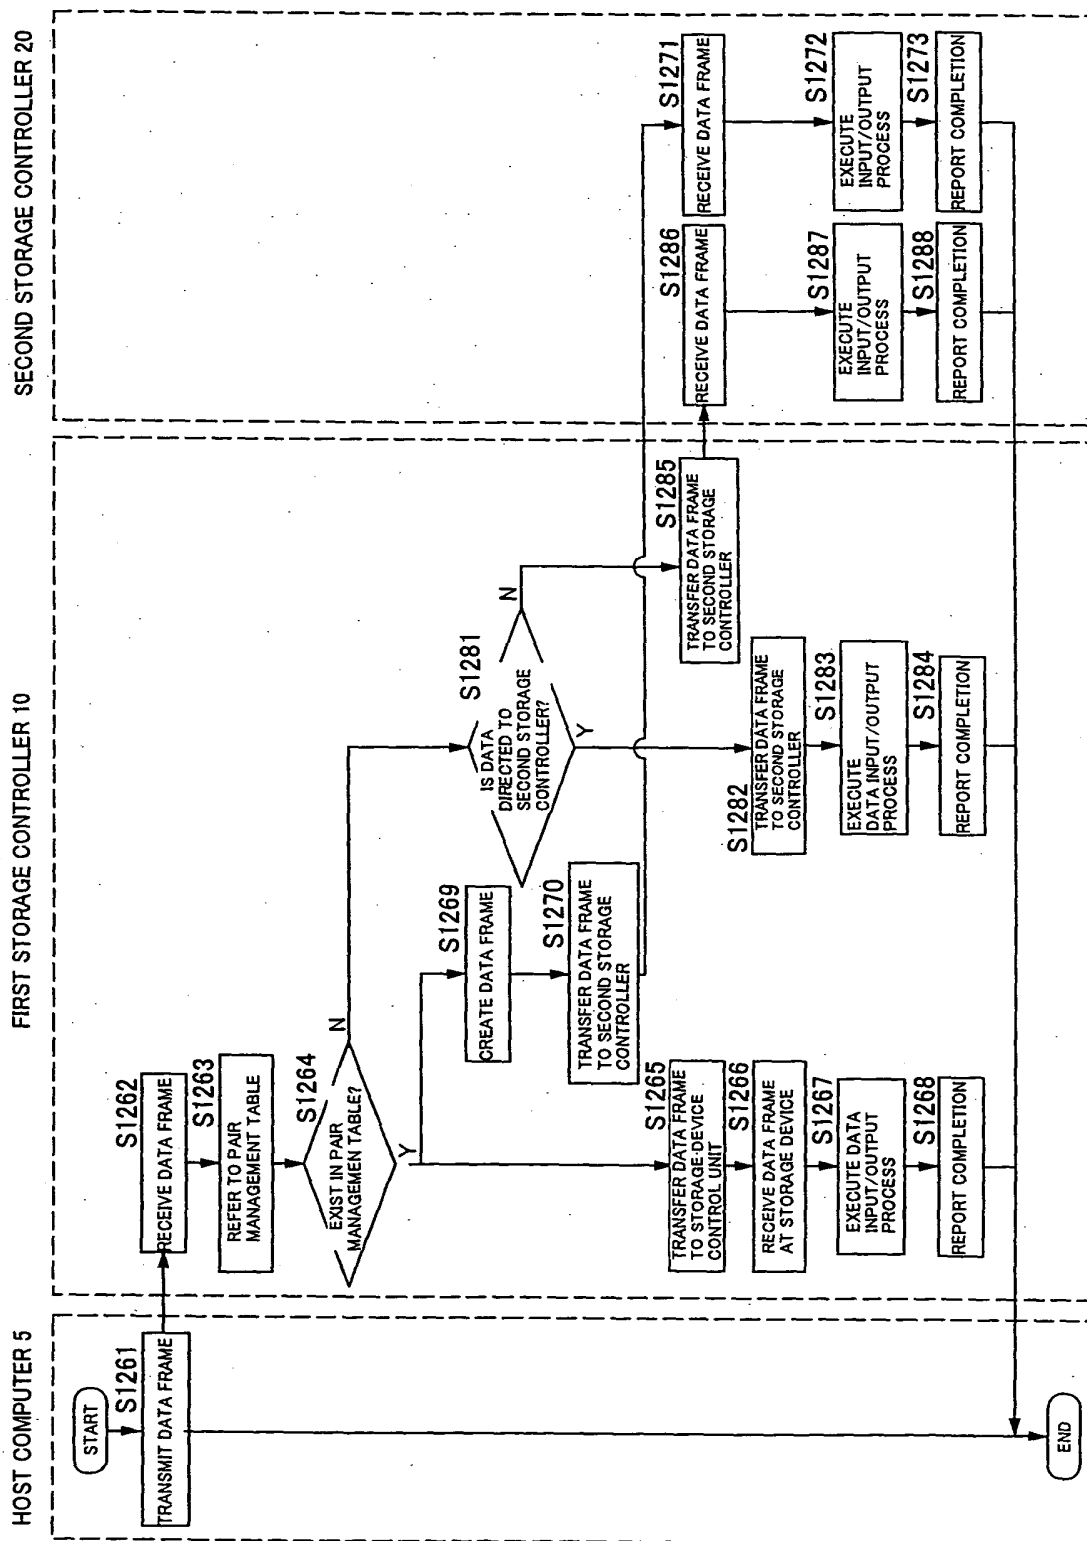 HOST COMPUTER 5
FIRST STORAGE CONTROLLER 10
SECOND STORAGE CONTROLLER 20
START
S1261
TRANSMIT DATA FRAME
END
S1262
RECEIVE DATA FRAME
S1263
REFER TO PAIR
MANAGEMENT TABLE
S1264
EXIST IN PAIR
MANAGEMENT TABLE?
N
Y
S1265
TRANSFER DATA FRAME
TO STORAGE-DEVICE
CONTROL UNIT
S1266
RECEIVE DATA FRAME
AT STORAGE DEVICE
S1267
EXECUTE DATA
INPUT/OUTPUT
PROCESS
S1268
REPORT COMPLETION
S1269
CREATE DATA FRAME
S1270
TRANSFER DATA FRAME
TO SECOND STORAGE
CONTROLLER
S1281
IS DATA
DIRECTED TO
SECOND STORAGE
CONTROLLER?
N
Y
S1282
TRANSFER DATA FRAME
TO SECOND STORAGE
CONTROLLER
S1283
EXECUTE
DATA INPUT/OUTPUT
PROCESS
S1284
REPORT COMPLETION
S1285
TRANSFER DATA FRAME
TO SECOND STORAGE
CONTROLLER
S1286
RECEIVE DATA FRAME
S1287
EXECUTE
INPUT/OUTPUT
PROCESS
S1288
REPORT COMPLETION
S1271
RECEIVE DATA FRAME
S1272
EXECUTE
INPUT/OUTPUT
PROCESS
S1273
REPORT COMPLETION